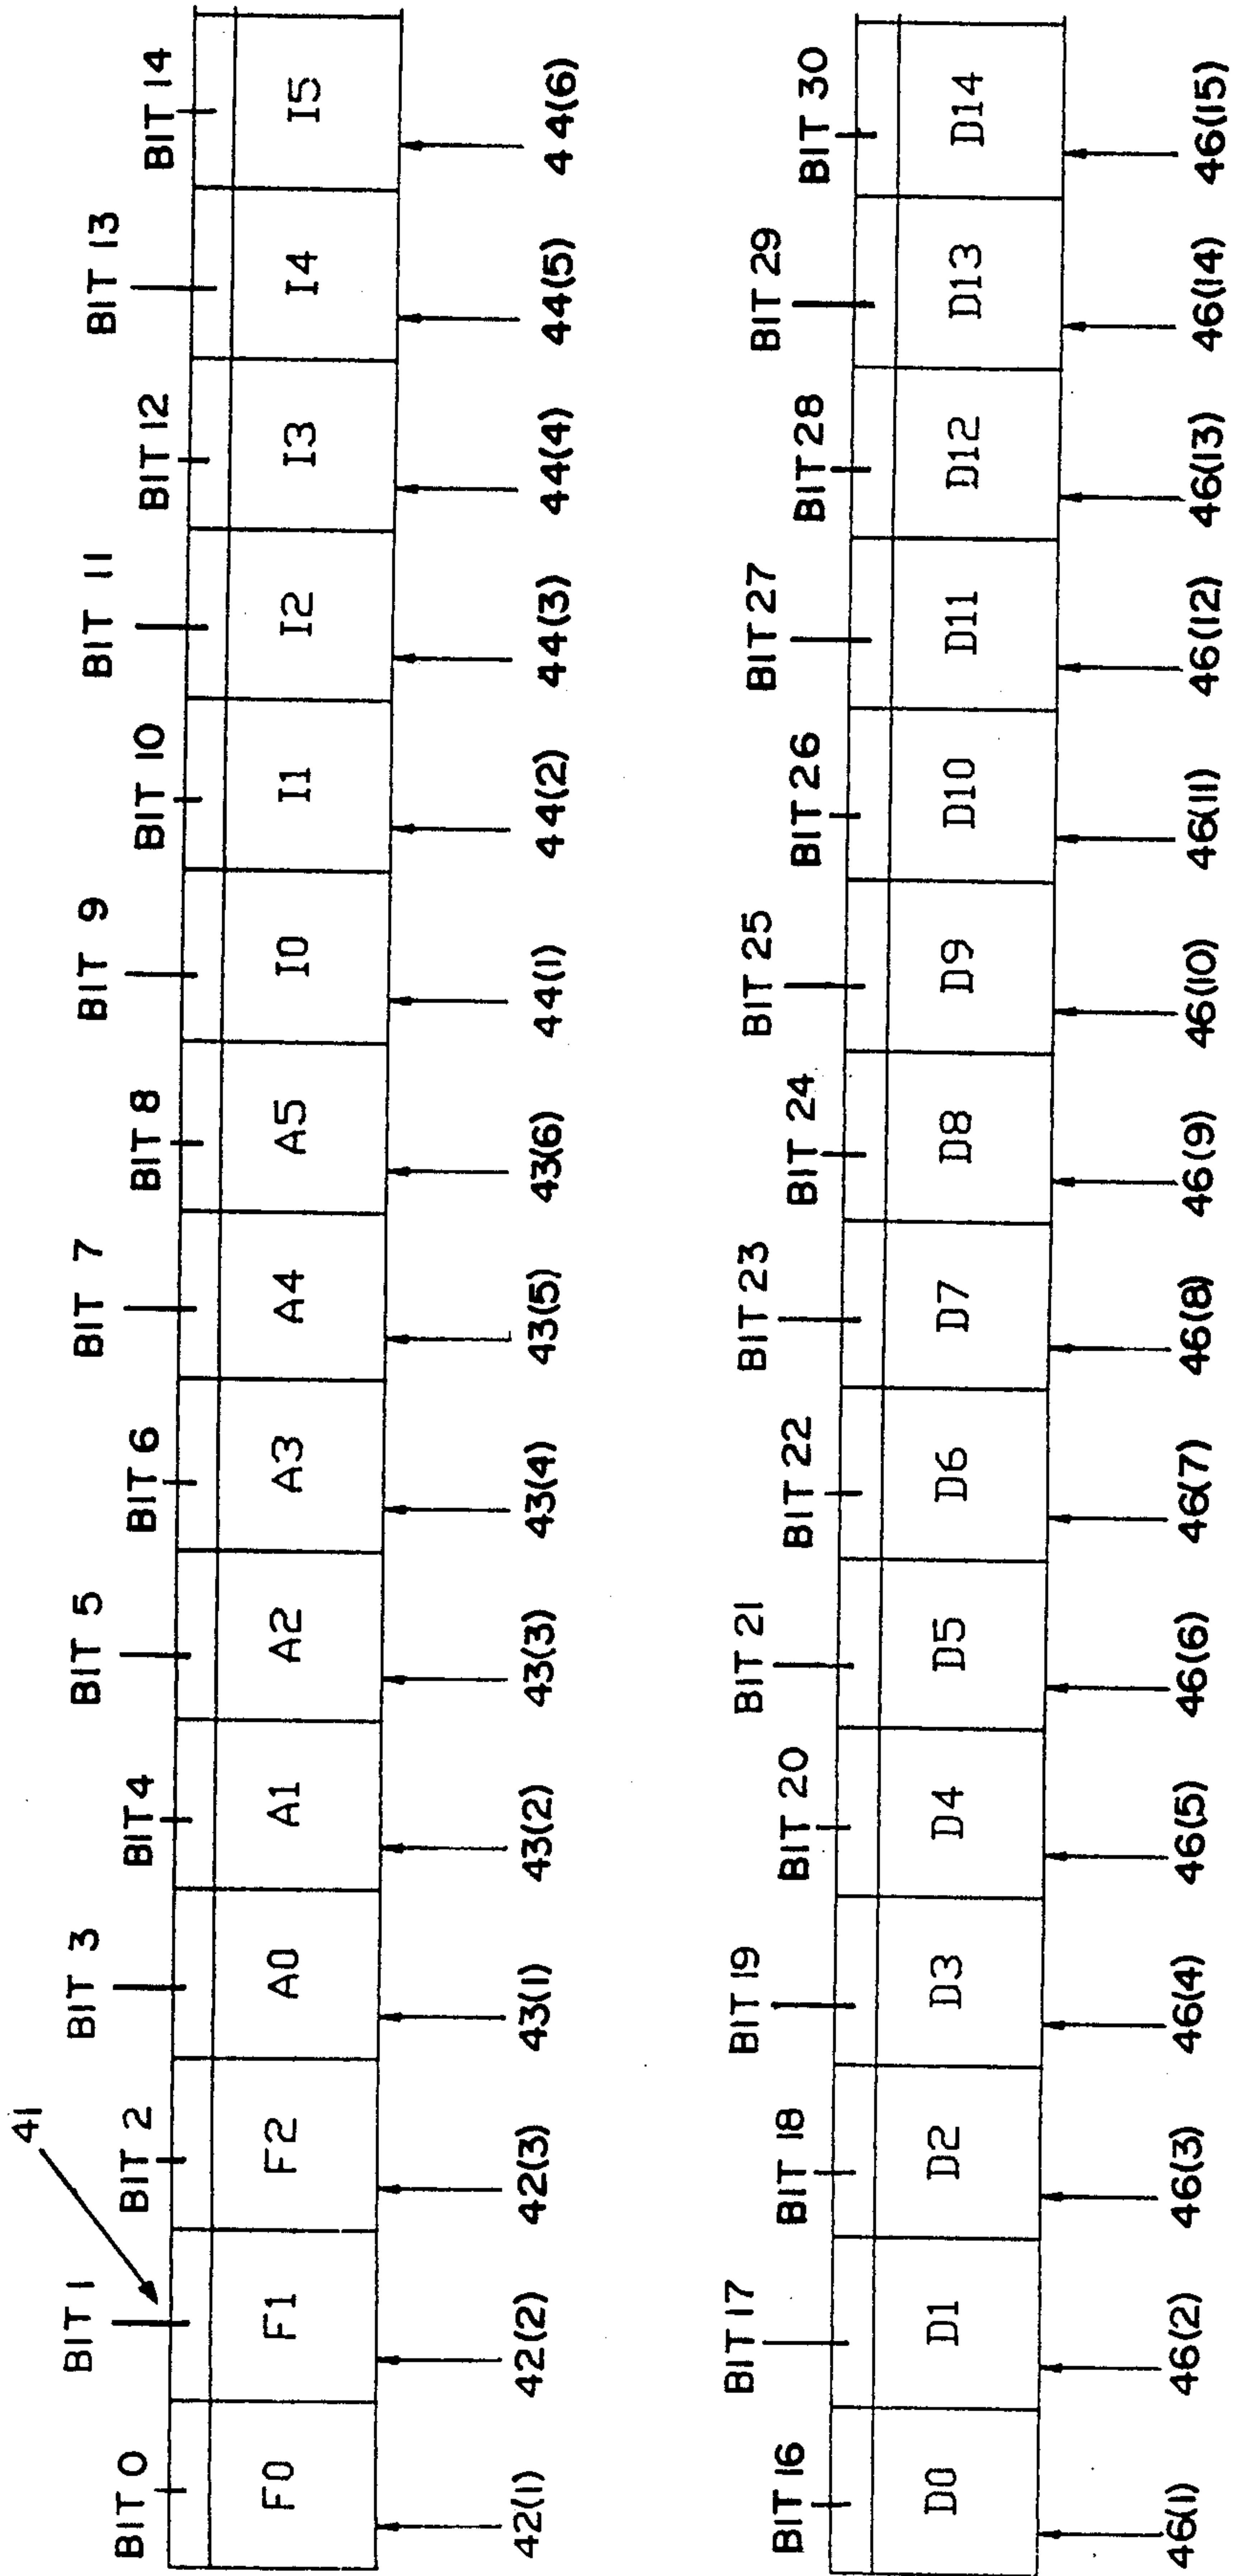 41
BIT 0 BIT 1 BIT 2 BIT 3 BIT 4 BIT 5 BIT 6 BIT 7 BIT 8 BIT 9 BIT 10 BIT 11 BIT 12 BIT 13 BIT 14
F0 F1 F2 A0 A1 A2 A3 A4 A5 I0 I1 I2 I3 I4 I5
42(1) 42(2) 42(3) 43(1) 43(2) 43(3) 43(4) 43(5) 43(6) 44(1) 44(2) 44(3) 44(4) 44(5) 44(6)
BIT 16 BIT 17 BIT 18 BIT 19 BIT 20 BIT 21 BIT 22 BIT 23 BIT 24 BIT 25 BIT 26 BIT 27 BIT 28 BIT 29 BIT 30
D0 D1 D2 D3 D4 D5 D6 D7 D8 D9 D10 D11 D12 D13 D14
46(1) 46(2) 46(3) 46(4) 46(5) 46(6) 46(7) 46(8) 46(9) 46(10) 46(11) 46(12) 46(13) 46(14) 46(15)